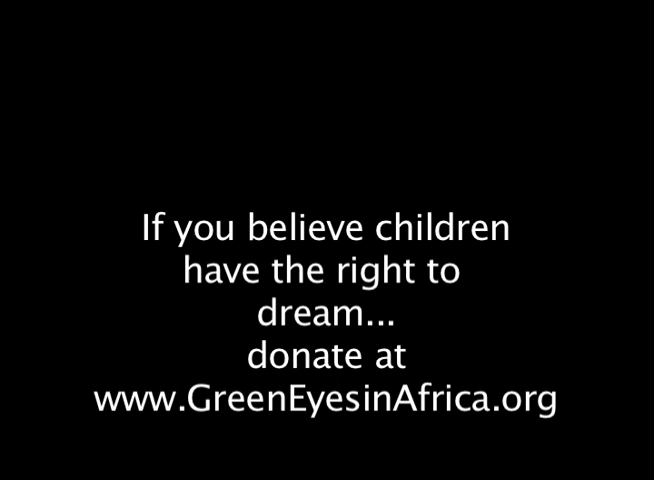 If you believe children
have the right to
dream...
donate at
www.GreenEyesinAfrica.org